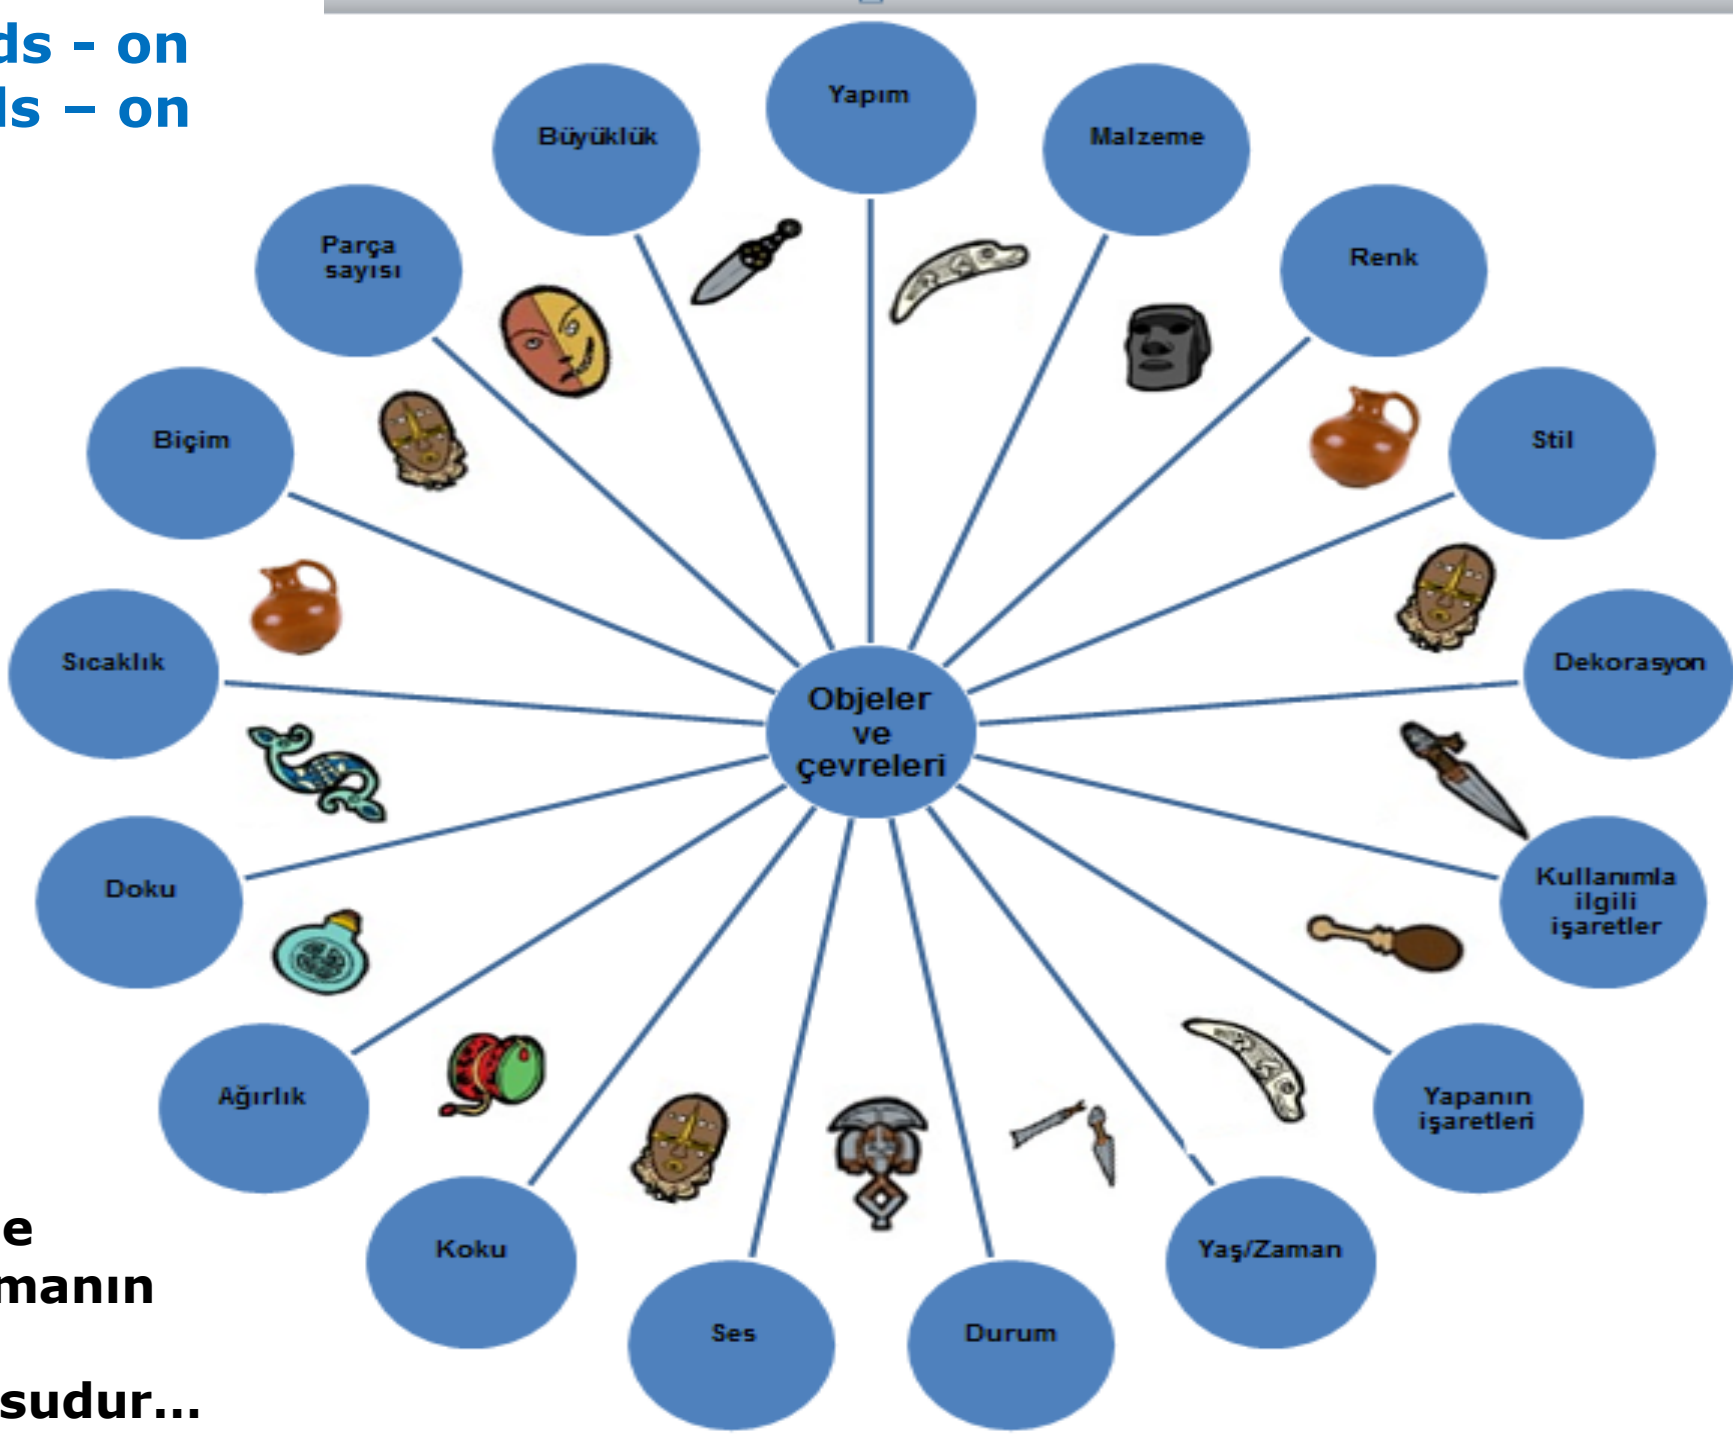 ds - on
ds – on
Yapım
Malzeme
Renk
Stil
Dekorasyon
Kullanımla
ilgili
işaretler
Yapanın
işaretleri
Yaş/Zaman
Durum
Ses
Koku
Ağırlık
Doku
Sıcaklık
Biçim
Parça
sayısı
Büyüklük
Objeler
ve
çevreleri
e
manın
sudur...